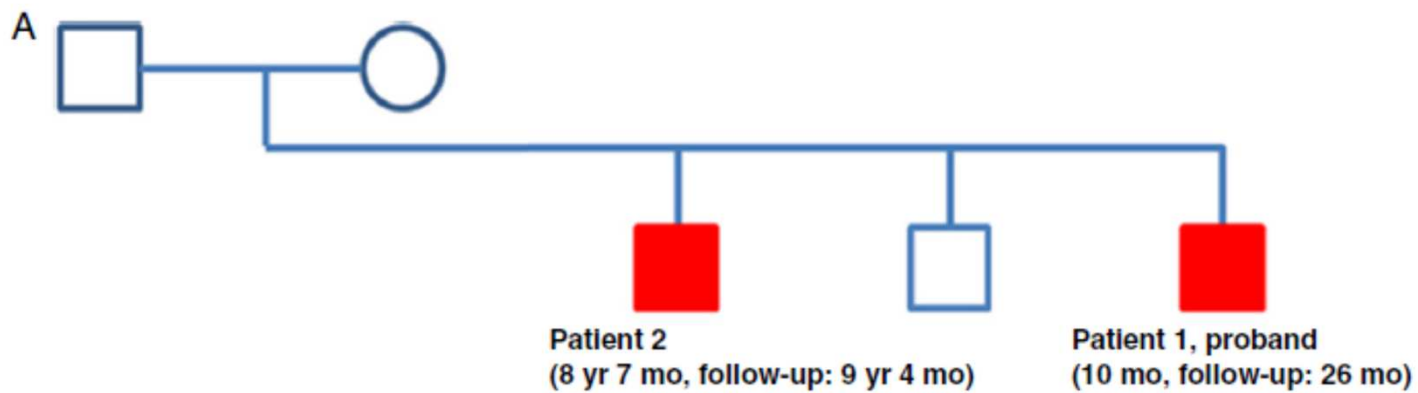 A
Patient 2
(8 yr 7 mo, follow-up: 9 yr 4 mo)
Patient 1, proband
(10 mo, follow-up: 26 mo)